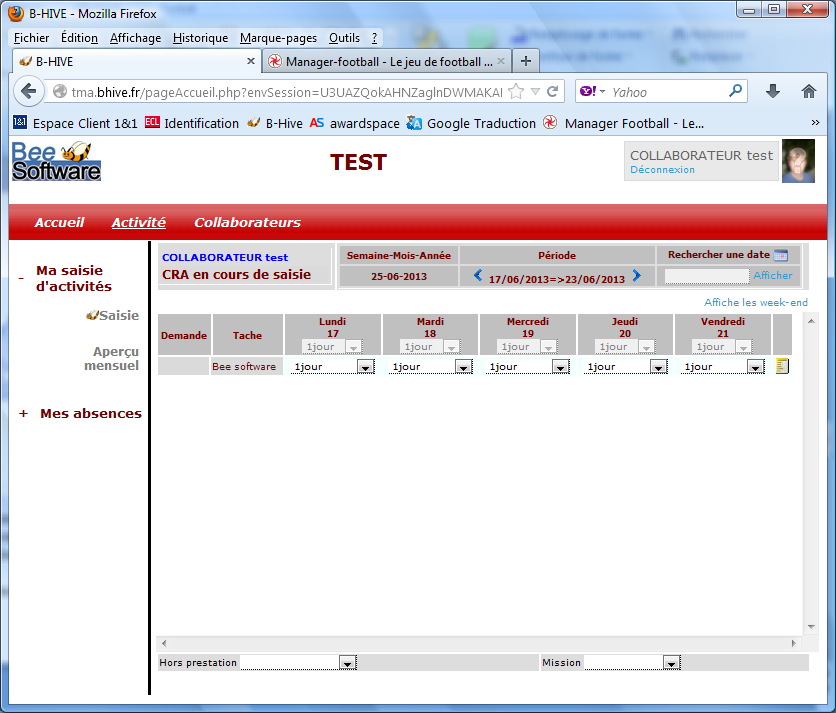 B-HIVE - Mozilla Firefox
Fichier Édition Affichage Historique Marque-pages Outils ?
B-HIVE
Manager-football - Le jeu de football ...
tma.bhive.fr/pageAccueil.php?envSession=U3UAZQokAHNZaglnDWMAKAI
Yahoo
1&1 Espace Client 1&1 ECL Identification B-Hive AS awardspace Google Traduction Manager Football - Le... »
Bee Software
TEST
COLLABORATEUR test
Déconnexion
Accueil Activité Collaborateurs
- Ma saisie d'activités
Saisie
Aperçu mensuel
+ Mes absences
COLLABORATEUR test
CRA en cours de saisie
Semaine-Mois-Année Période Rechercher une date
25-06-2013 17/06/2013=>23/06/2013 Afficher
Affiche les week-end
Demande Tache Lundi 17 Mardi 18 Mercredi 19 Jeudi 20 Vendredi 21
1jour 1jour 1jour 1jour 1jour
Bee software 1jour 1jour 1jour 1jour 1jour
Hors prestation Mission